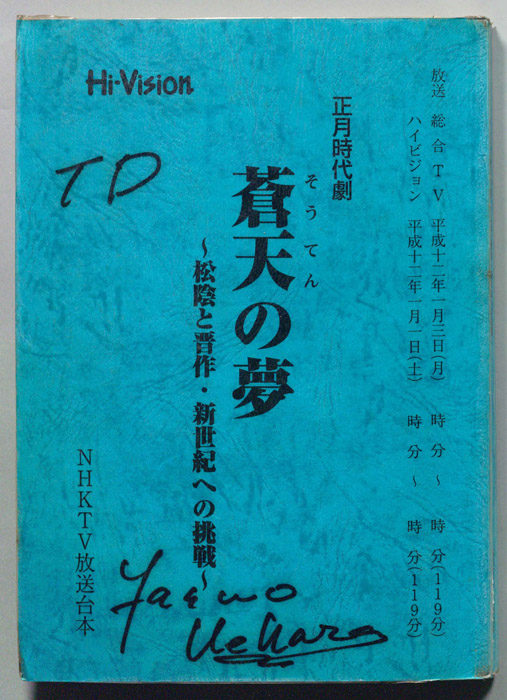 Hi-Vision
放送 総合TV 平成十二年一月三日(月) 時 分 〜 時 分(119分)
ハイビジョン 平成十二年一月一日(土) 時 分 〜 時 分(119分)
正月時代劇
そうてん
蒼天の夢
〜松陰と晋作・新世紀への挑戦〜
NHKTV放送台本
TD
Uehara